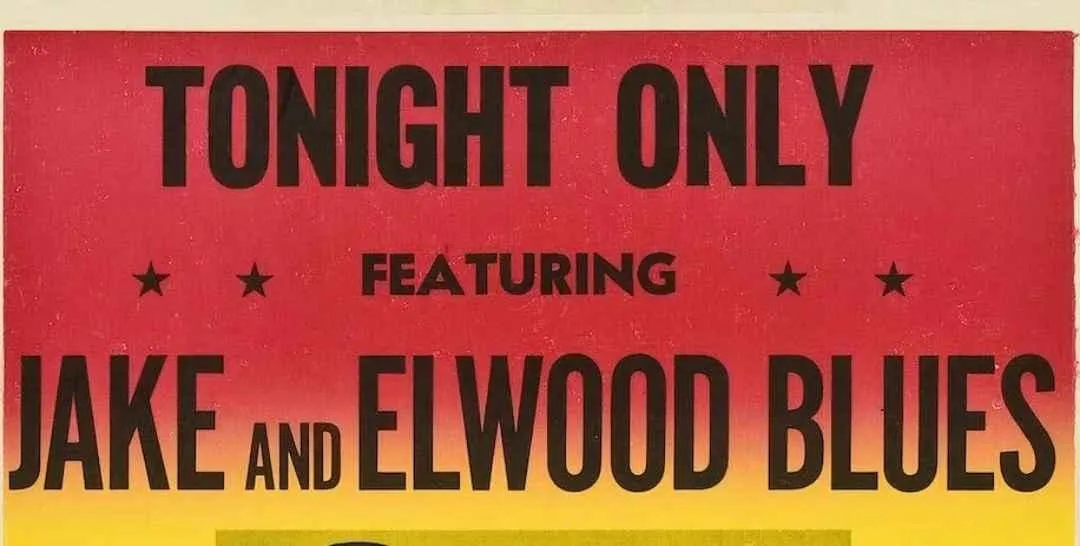 TONIGHT ONLY
★ ★ FEATURING ★ ★
JAKE AND ELWOOD BLUES